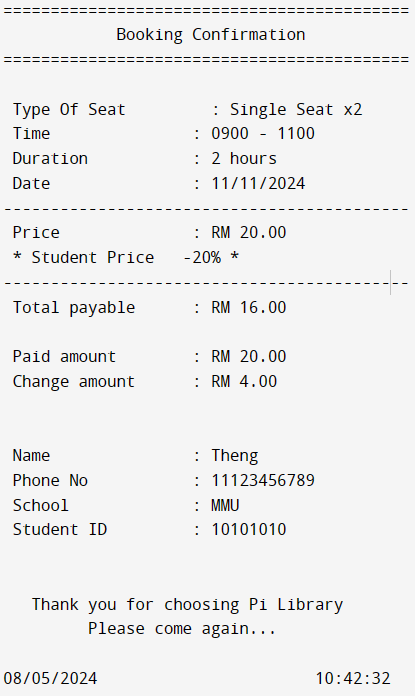 ===========================================
Booking Confirmation
===========================================
Type Of Seat : Single Seat x2
Time : 0900 - 1100
Duration : 2 hours
Date : 11/11/2024
-------------------------------------------
Price : RM 20.00
* Student Price -20% *
-------------------------------------------
Total payable : RM 16.00
Paid amount : RM 20.00
Change amount : RM 4.00
Name : Theng
Phone No : 11123456789
School : MMU
Student ID : 10101010
Thank you for choosing Pi Library
Please come again...
08/05/2024 10:42:32